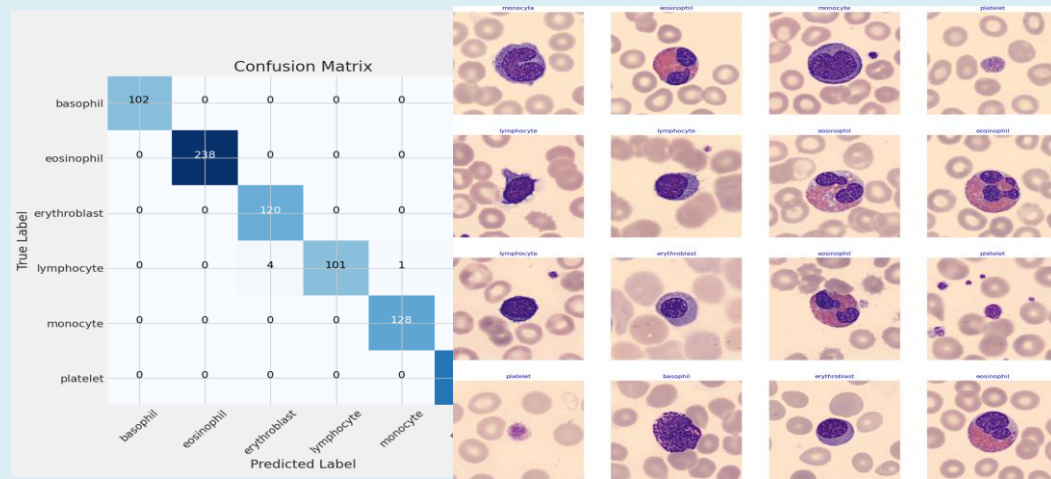 Confusion Matrix
True Label
basophil 102 0 0 0 0
eosinophil 0 238 0 0 0
erythroblast 0 0 120 0 0
lymphocyte 0 0 4 101 1
monocyte 0 0 0 0 128
platelet 0 0 0 0 0
basophil eosinophil erythroblast lymphocyte monocyte
Predicted Label
monocyte eosinophil monocyte platelet
lymphocyte lymphocyte eosinophil eosinophil
lymphocyte erythroblast eosinophil platelet
platelet basophil erythroblast eosinophil